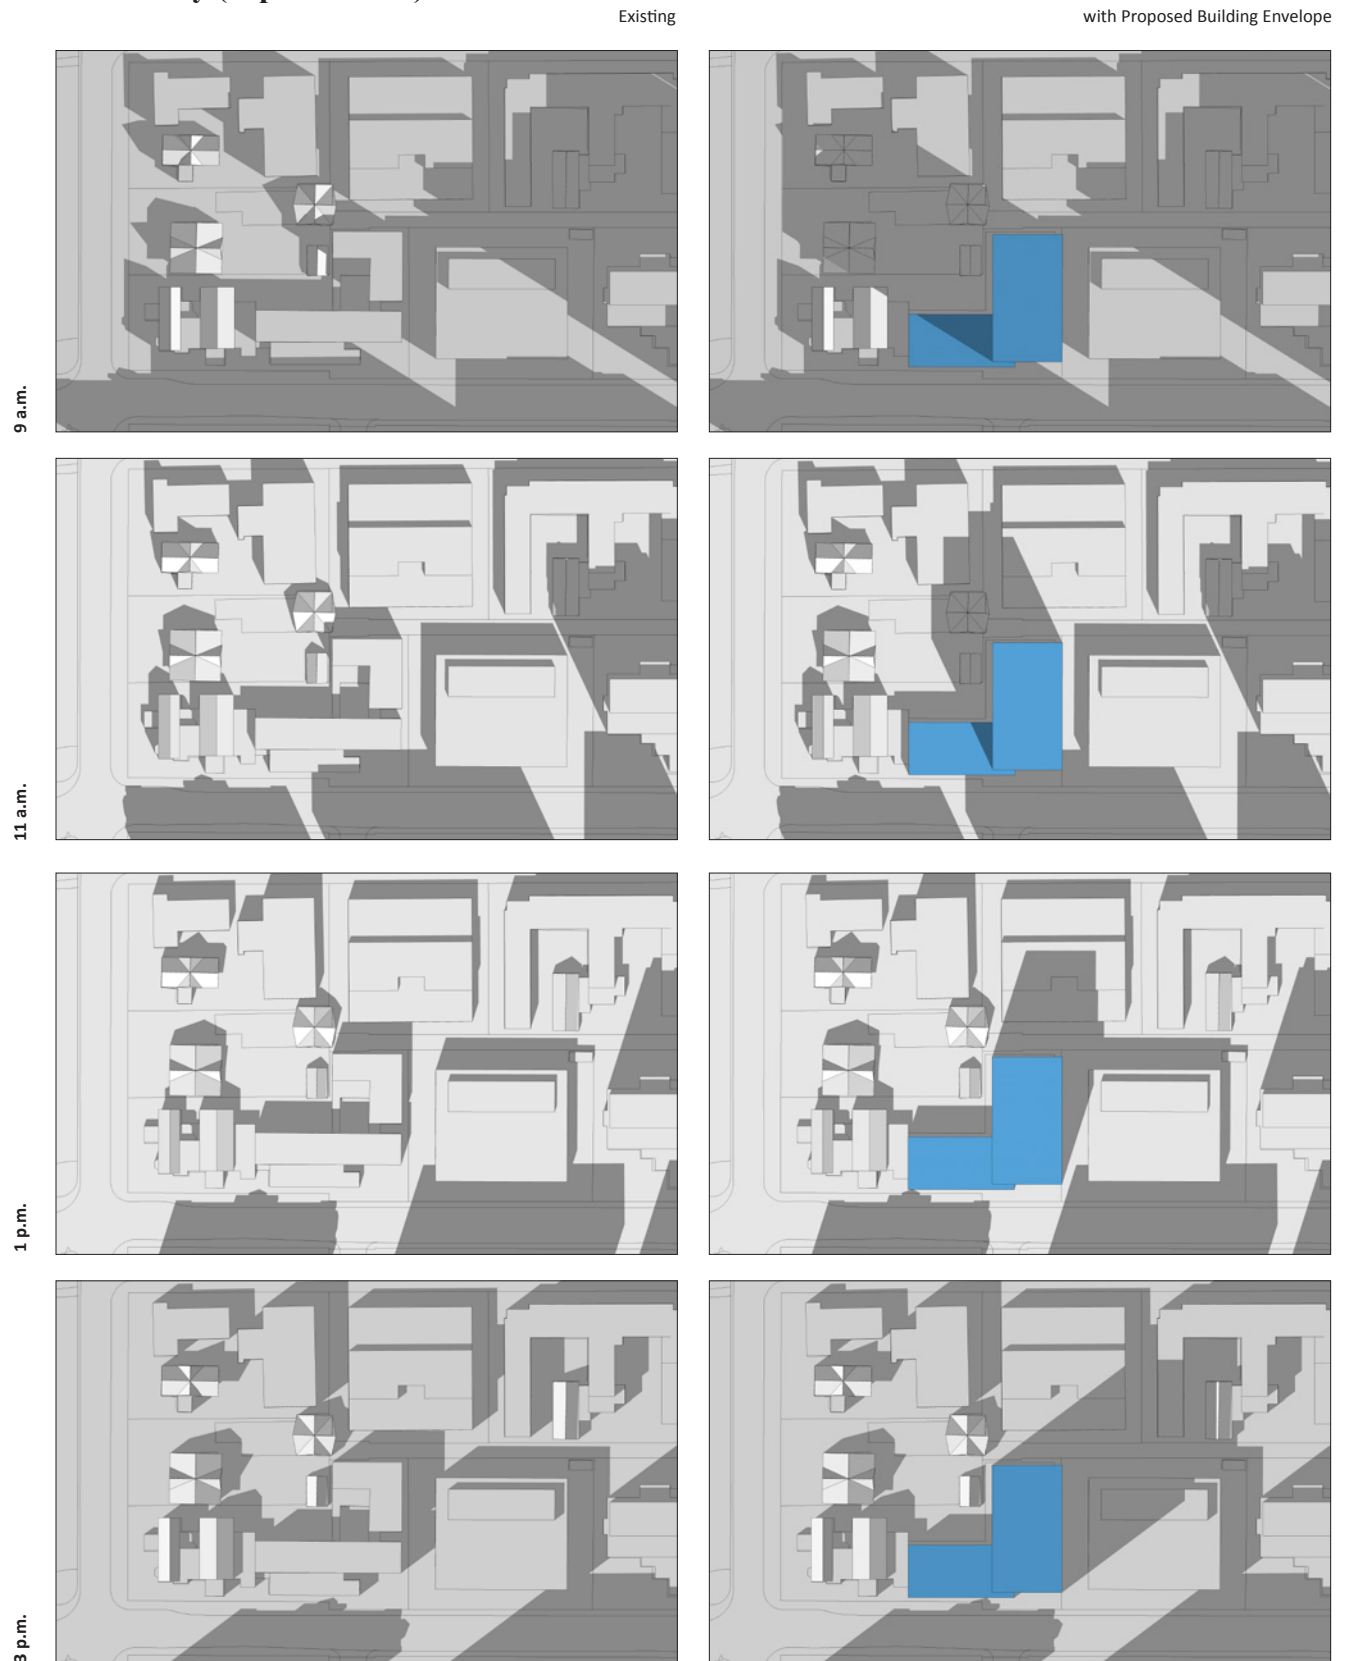 Existing
with Proposed Building Envelope
9 a.m.
11 a.m.
1 p.m.
3 p.m.